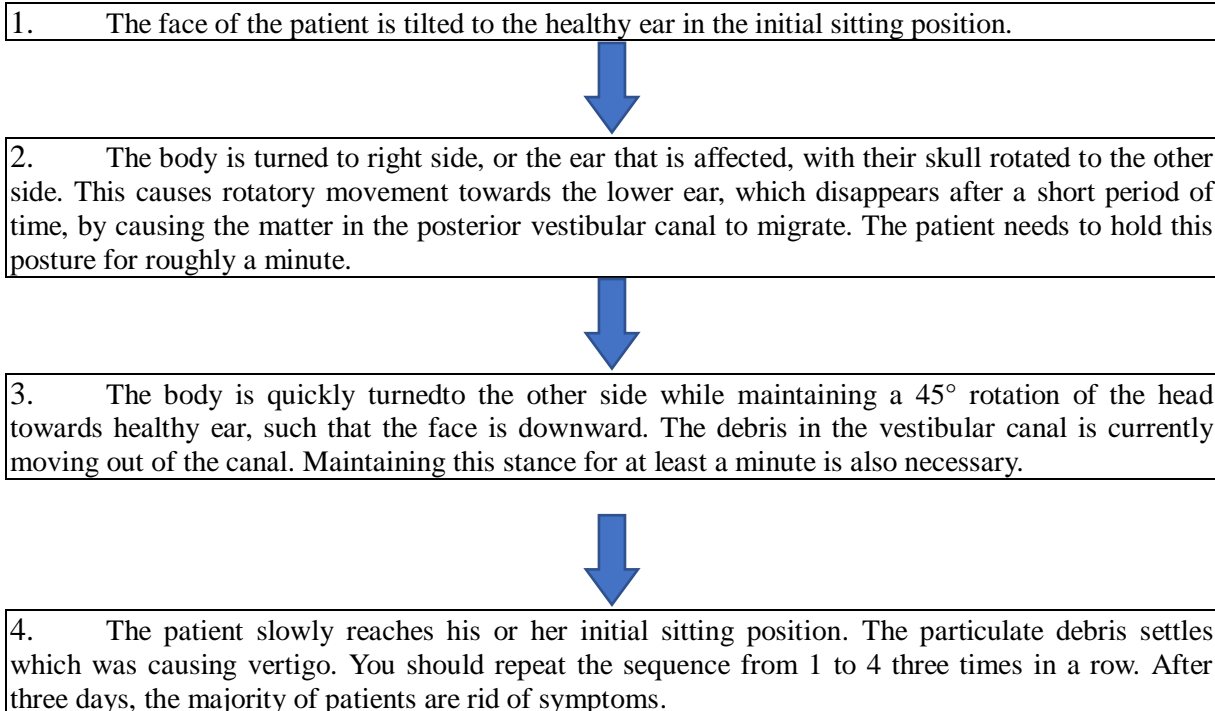 1. The face of the patient is tilted to the healthy ear in the initial sitting position.
2. The body is turned to right side, or the ear that is affected, with their skull rotated to the other
side. This causes rotatory movement towards the lower ear, which disappears after a short period of
time, by causing the matter in the posterior vestibular canal to migrate. The patient needs to hold this
posture for roughly a minute.
3. The body is quickly turnedto the other side while maintaining a 45° rotation of the head
towards healthy ear, such that the face is downward. The debris in the vestibular canal is currently
moving out of the canal. Maintaining this stance for at least a minute is also necessary.
4. The patient slowly reaches his or her initial sitting position. The particulate debris settles
which was causing vertigo. You should repeat the sequence from 1 to 4 three times in a row. After
three days, the majority of patients are rid of symptoms.